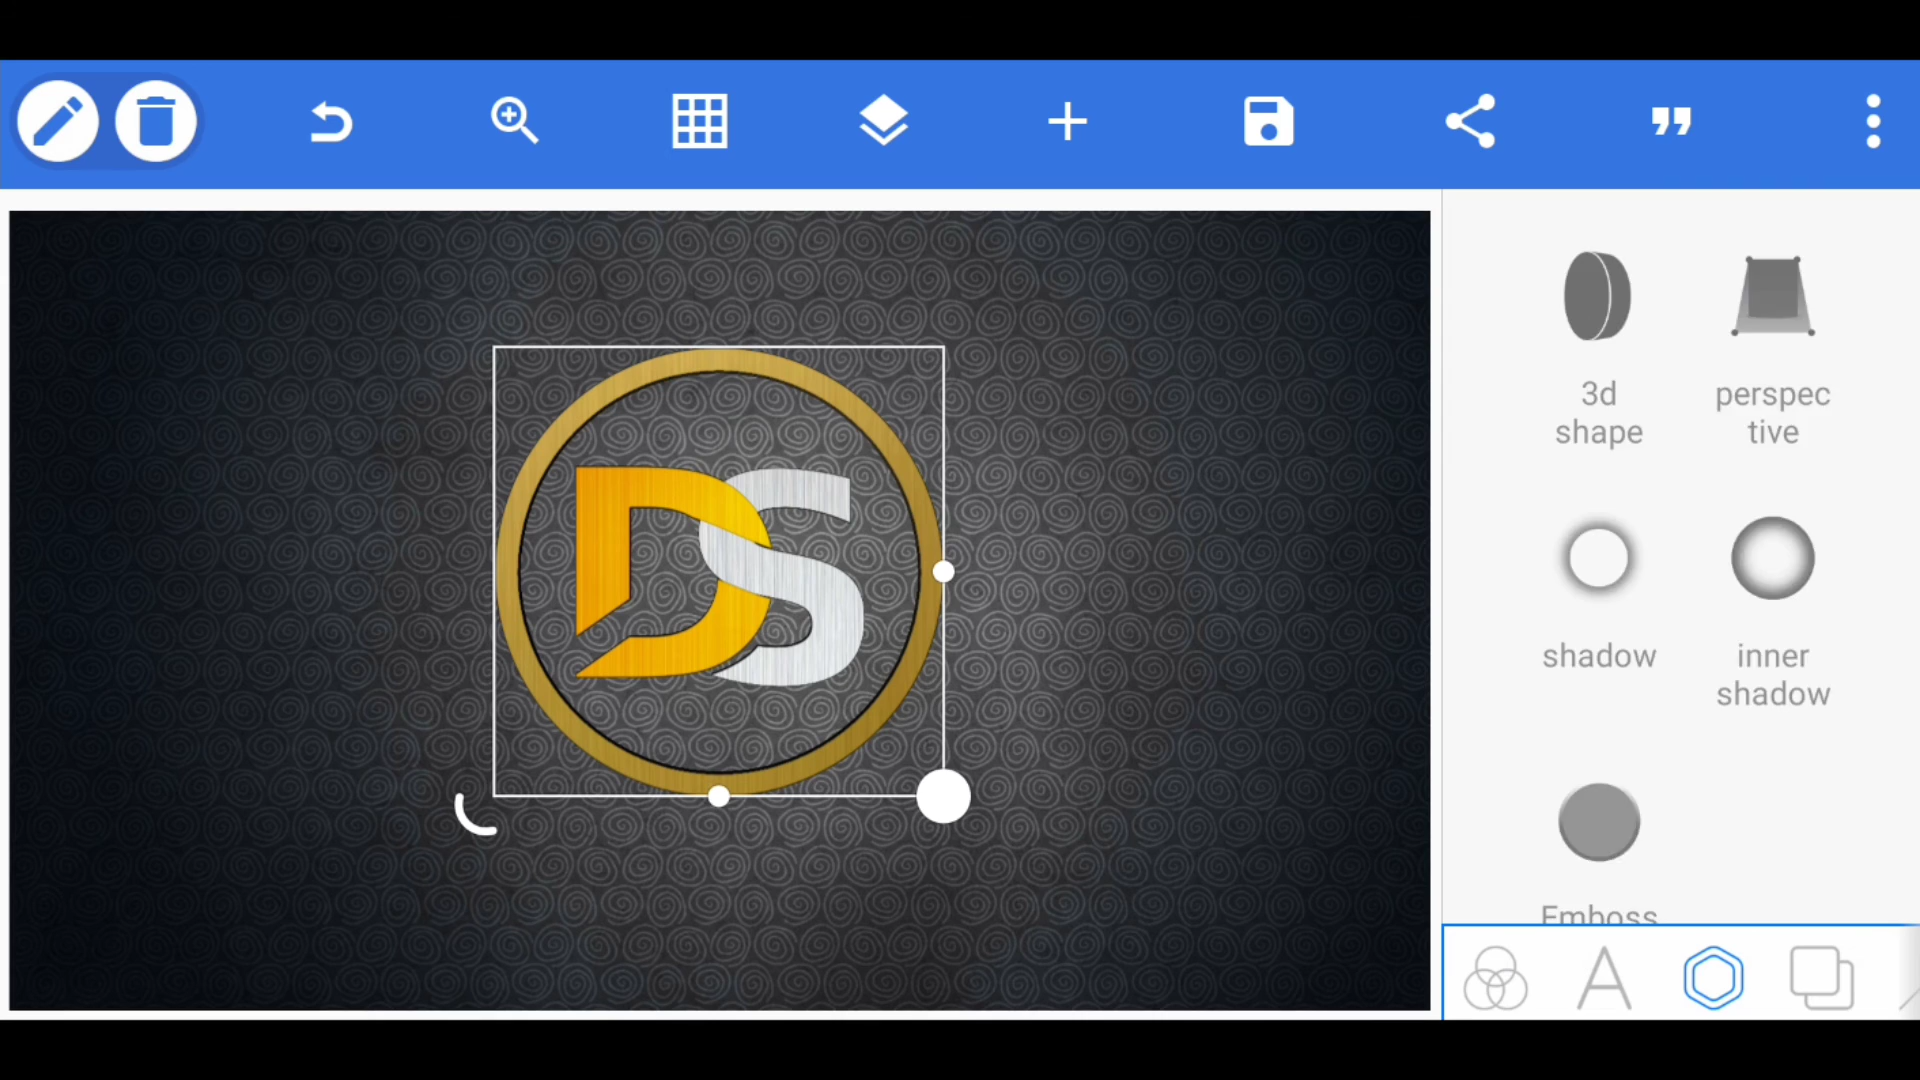 DS
3d
shape
perspec
tive
shadow
inner
shadow
Emboss